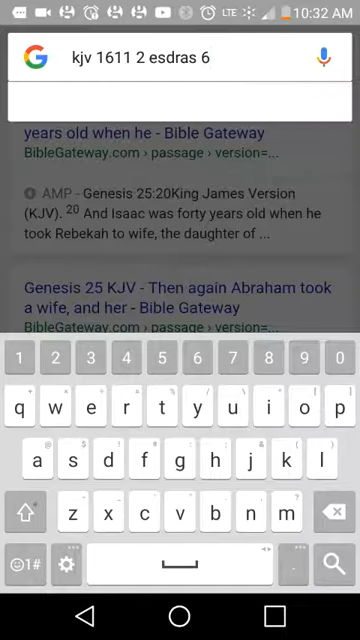 LTE 10:32 AM
kjv 1611 2 esdras 6
years old when he - Bible Gateway
BibleGateway.com › passage › version=...
AMP - Genesis 25:20King James Version
(KJV). 20 And Isaac was forty years old when he
took Rebekah to wife, the daughter of ...
Genesis 25 KJV - Then again Abraham took
a wife, and her - Bible Gateway
BibleGateway.com › passage › version=...
1 2 3 4 5 6 7 8 9 0
q w e r t y u i o p
a s d f g h j k l
z x c v b n m
1#